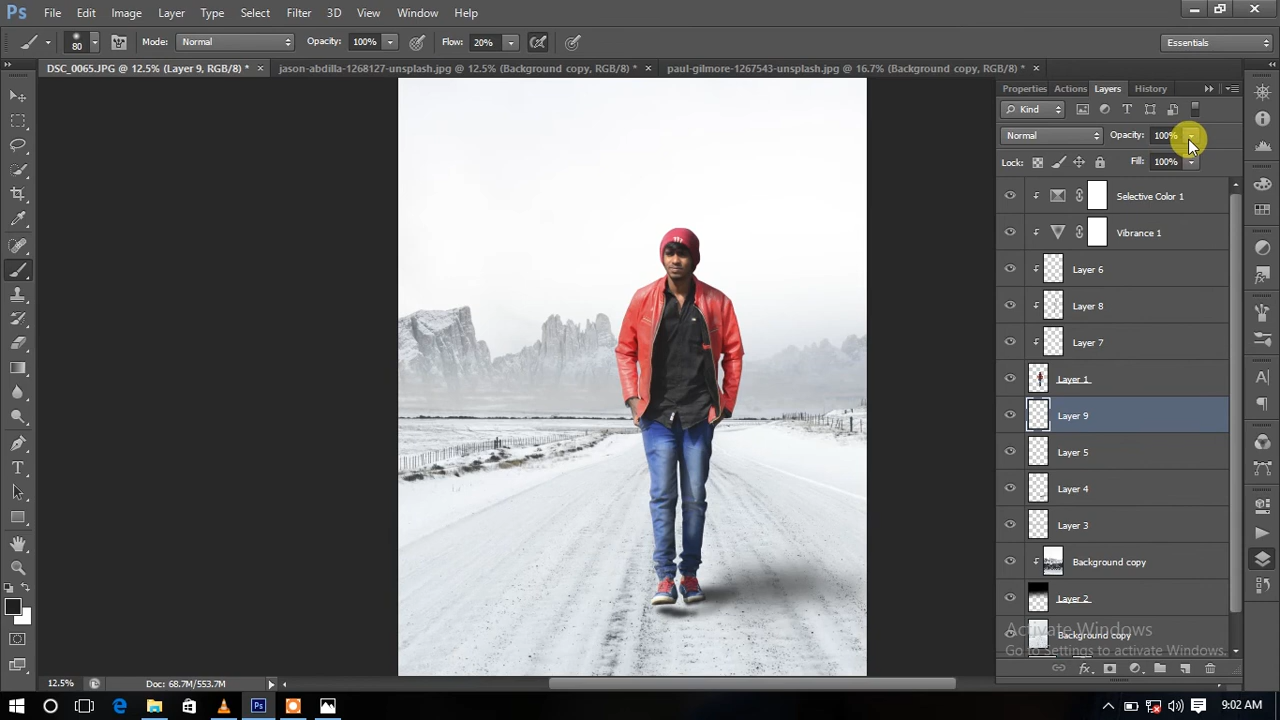 Ps File Edit Image Layer Type Select Filter 3D View Window Help
80 Mode: Normal Opacity: 100% Flow: 20% Essentials
DSC_0065.JPG @ 12.5% (Layer 9, RGB/8) * × jason-abdilla-1268127-unsplash.jpg @ 12.5% (Background copy, RGB/8) * × paul-gilmore-1267543-unsplash.jpg @ 16.7% (Background copy, RGB/8) * ×
Properties Actions Layers History
Kind
Normal Opacity: 100%
Lock: Fill: 100%
Selective Color 1
Vibrance 1
Layer 6
Layer 8
Layer 7
Layer 1
Layer 9
Layer 5
Layer 4
Layer 3
Background copy
Layer 2
Activate Windows
Background copy
Go to Settings to activate Windows.
12.5% Doc: 68.7M/553.7M
9:02 AM